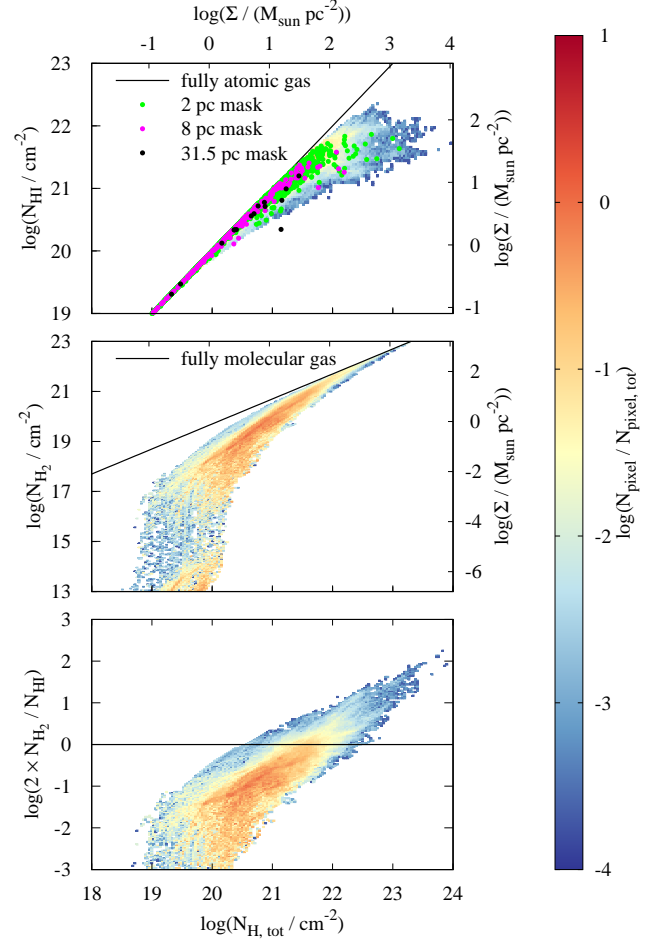 log(Σ / (M_sun pc^-2))
-1 0 1 2 3 4
23
22
21
20
19
log(N_HI / cm^-2)
fully atomic gas
2 pc mask
8 pc mask
31.5 pc mask
2
1
0
-1
log(Σ / (M_sun pc^-2))
23
21
19
17
15
13
log(N_H_2 / cm^-2)
fully molecular gas
2
0
-2
-4
-6
log(Σ / (M_sun pc^-2))
3
2
1
0
-1
-2
-3
log(2 × N_H_2 / N_HI)
18 19 20 21 22 23 24
log(N_H, tot / cm^-2)
1
0
-1
-2
-3
-4
log(N_pixel / N_pixel, tot)